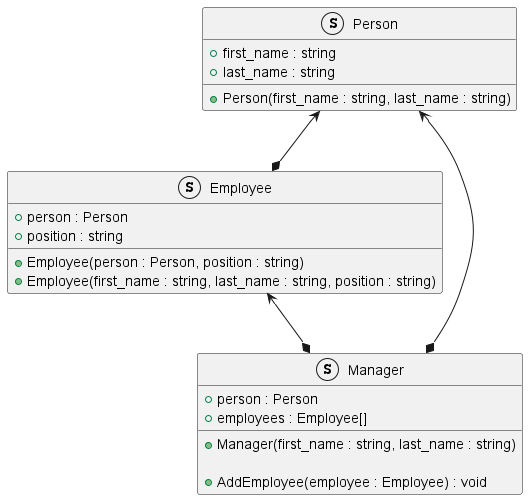 S Person
first_name : string
last_name : string
Person(first_name : string, last_name : string)
S Employee
person : Person
position : string
Employee(person : Person, position : string)
Employee(first_name : string, last_name : string, position : string)
S Manager
person : Person
employees : Employee[]
Manager(first_name : string, last_name : string)
AddEmployee(employee : Employee) : void